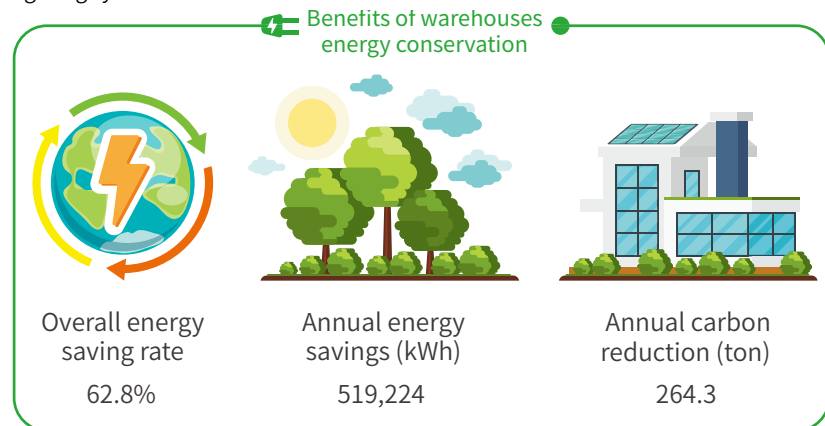 Benefits of warehouses
energy conservation
Overall energy
saving rate
62.8%
Annual energy
savings (kWh)
519,224
Annual carbon
reduction (ton)
264.3